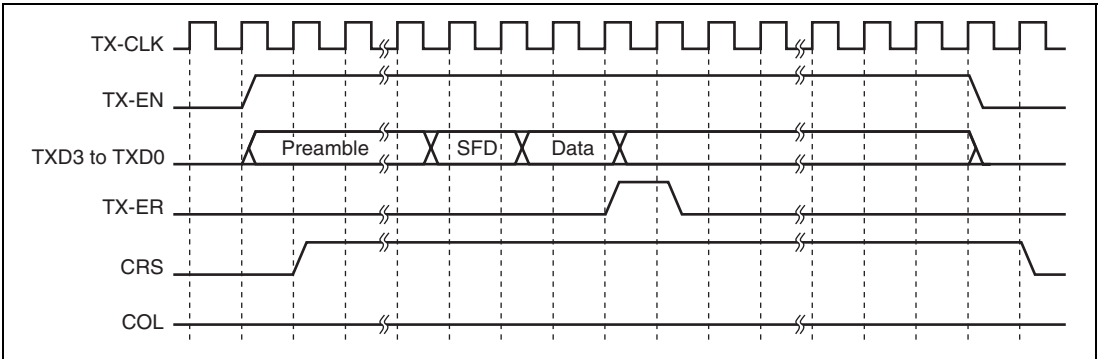 TX-CLK
TX-EN
TXD3 to TXD0
Preamble
SFD
Data
TX-ER
CRS
COL